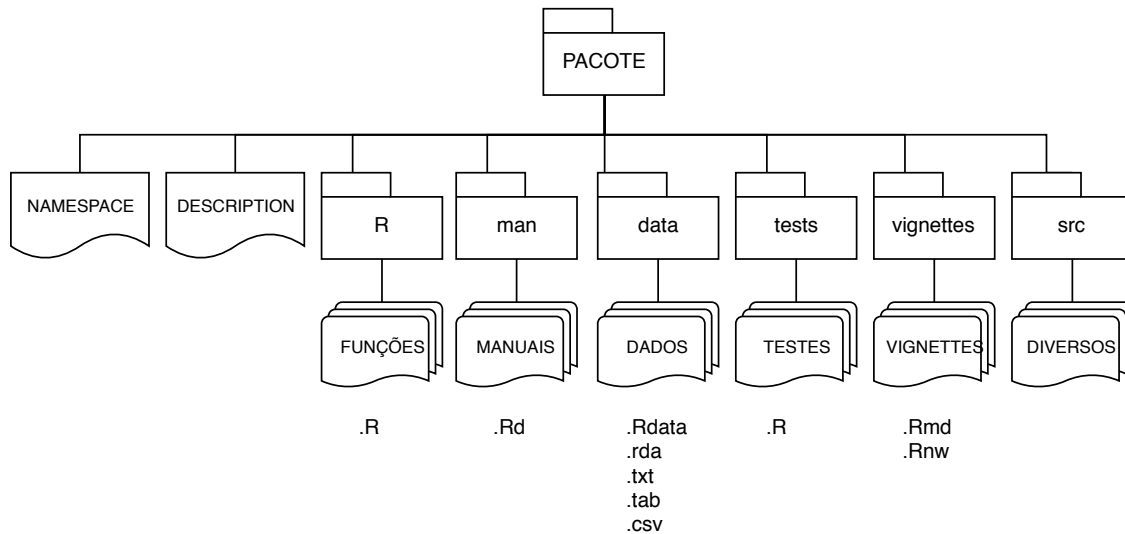 PACOTE
NAMESPACE
DESCRIPTION
R
man
data
tests
vignettes
src
FUNÇÕES
MANUAIS
DADOS
TESTES
VIGNETTES
DIVERSOS
.R
.Rd
.Rdata
.rda
.txt
.tab
.csv
.R
.Rmd
.Rnw